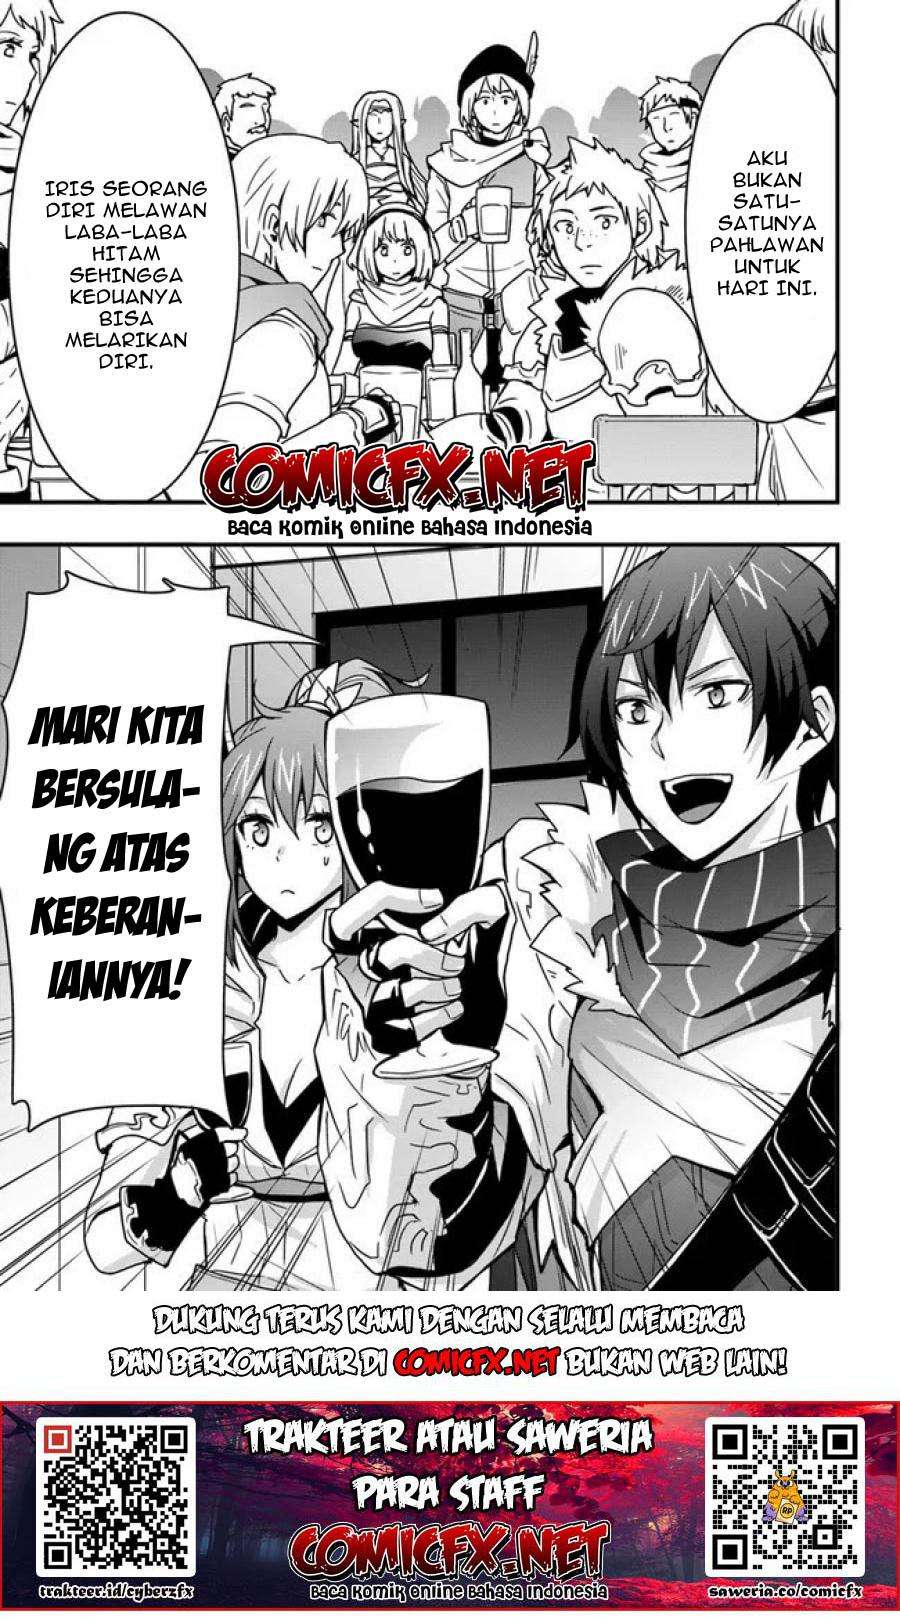 AKU
BUKAN
SATU-
SATUNYA
PAHLAWAN
UNTUK
HARI INI.
IRIS SEORANG
DIRI MELAWAN
LABA-LABA
HITAM
SEHINGGA
KEDUANYA
BISA
MELARIKAN
DIRI.
COMICFX.NET
Baca Komik Online Bahasa Indonesia
MARI KITA
BERSULA-
NG ATAS
KEBERAN-
IANNYA!
DUKUNG TERUS KAMI DENGAN SELALU MEMBACA
DAN BERKOMENTAR DI COMICFX.NET BUKAN WEB LAIN!
TRAKTEER ATAU SAWERIA
PARA STAFF
COMICFX.NET
Baca Komik Online Bahasa Indonesia
trakteer.id/cyberzfx
RP
saweria.co/comicfx